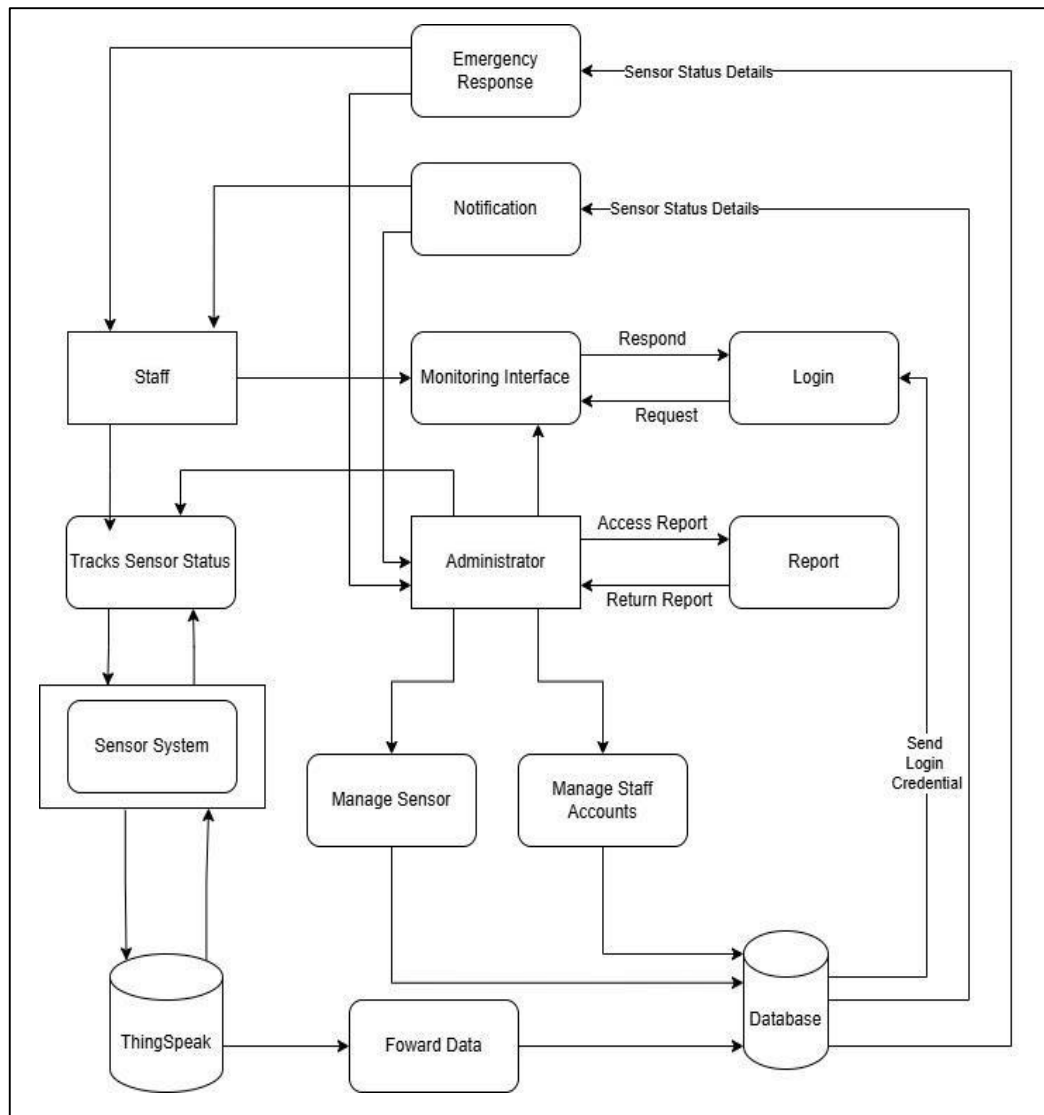 Emergency
Response
Sensor Status Details
Notification
Sensor Status Details
Staff
Monitoring Interface
Respond
Login
Request
Tracks Sensor Status
Administrator
Access Report
Report
Return Report
Sensor System
Manage Sensor
Manage Staff
Accounts
Send
Login
Credential
ThingSpeak
Foward Data
Database